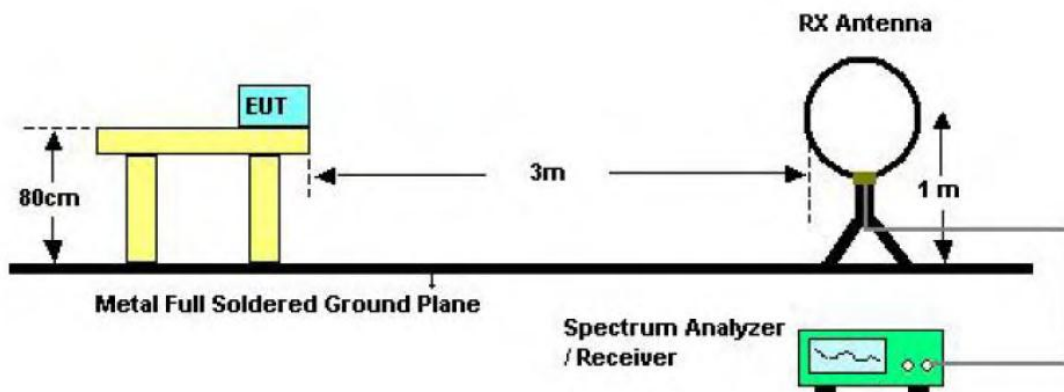 RX Antenna
EUT
3m
80cm
1 m
Metal Full Soldered Ground Plane
Spectrum Analyzer
/ Receiver